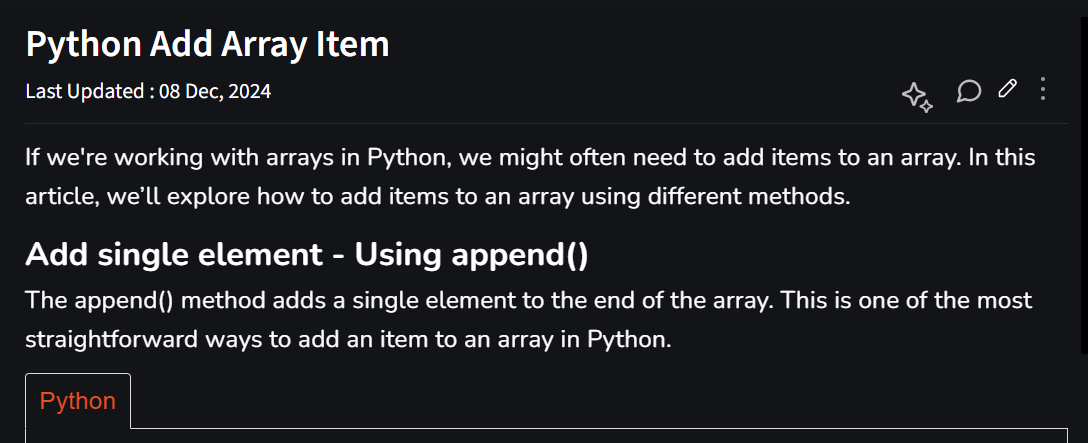 Python Add Array Item
Last Updated : 08 Dec, 2024
If we're working with arrays in Python, we might often need to add items to an array. In this
article, we’ll explore how to add items to an array using different methods.
Add single element - Using append()
The append() method adds a single element to the end of the array. This is one of the most
straightforward ways to add an item to an array in Python.
Python